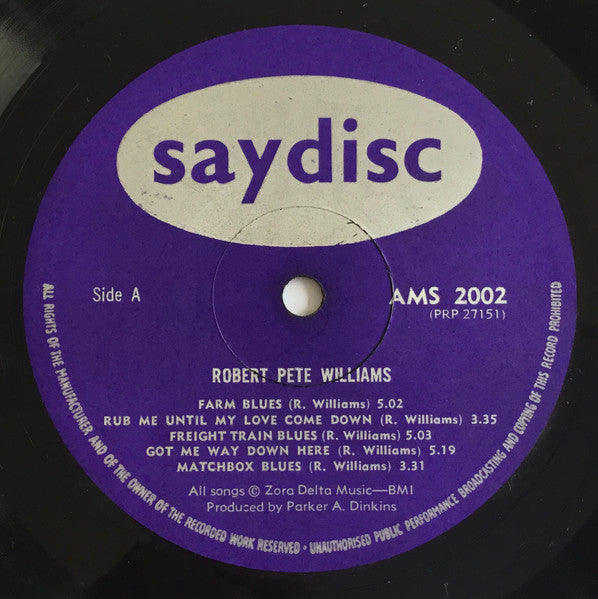 saydisc
Side A
AMS 2002
(PRP 27151)
ROBERT PETE WILLIAMS
FARM BLUES (R. Williams) 5.02
RUB ME UNTIL MY LOVE COME DOWN (R. Williams) 3.35
FREIGHT TRAIN BLUES (R. Williams) 5.03
GOT ME WAY DOWN HERE (R. Williams) 5.19
MATCHBOX BLUES (R. Williams) 3.31
All songs © Zora Delta Music—BMI
Produced by Parker A. Dinkins
ALL RIGHTS OF THE MANUFACTURER AND OF THE OWNER OF THE RECORDED WORK RESERVED · UNAUTHORISED PUBLIC PERFORMANCE BROADCASTING AND COPYING OF THIS RECORD PROHIBITED